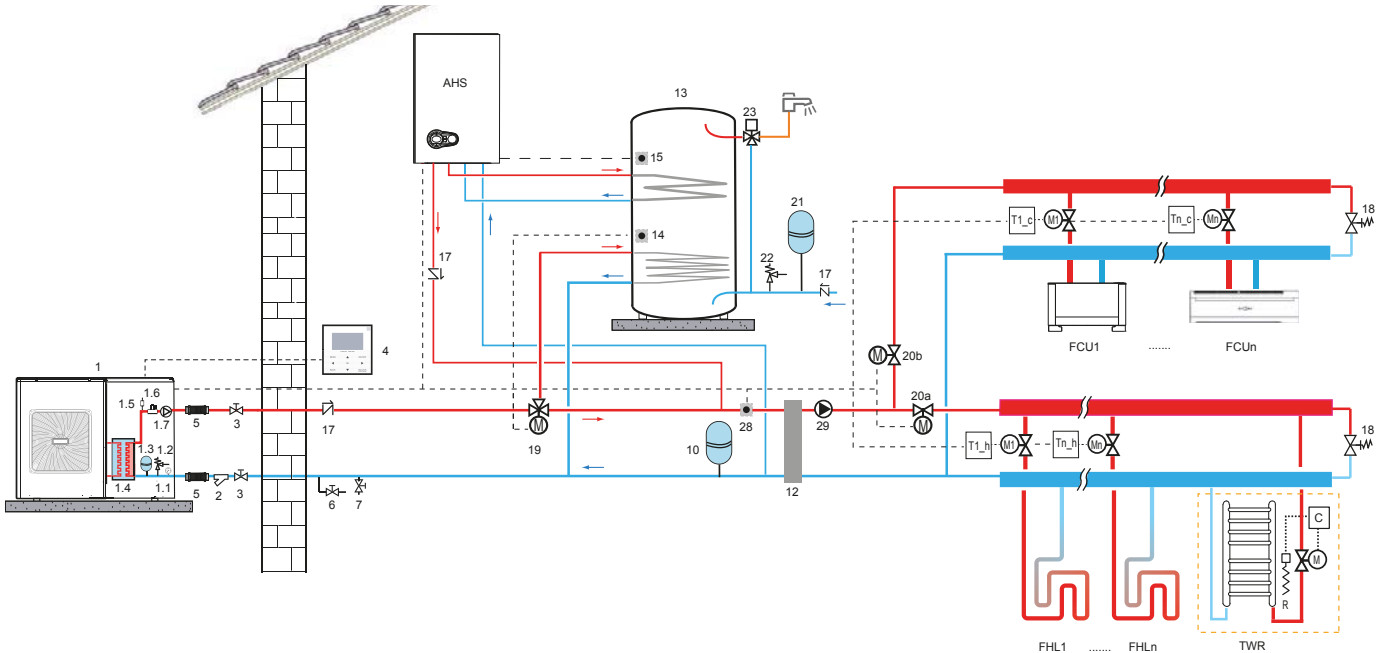 AHS
13
23
15
21
14
22
17
17
T1_c
M1
Tn_c
Mn
18
FCU1
.......
FCUn
4
M
20b
1
1.6
1.5
1.7
5
3
17
19
M
28
29
20a
M
T1_h
M1
Tn_h
Mn
18
1.3
1.2
1.4
1.1
5
2
3
6
7
10
12
C
M
R
FHL1
.......
FHLn
TWR